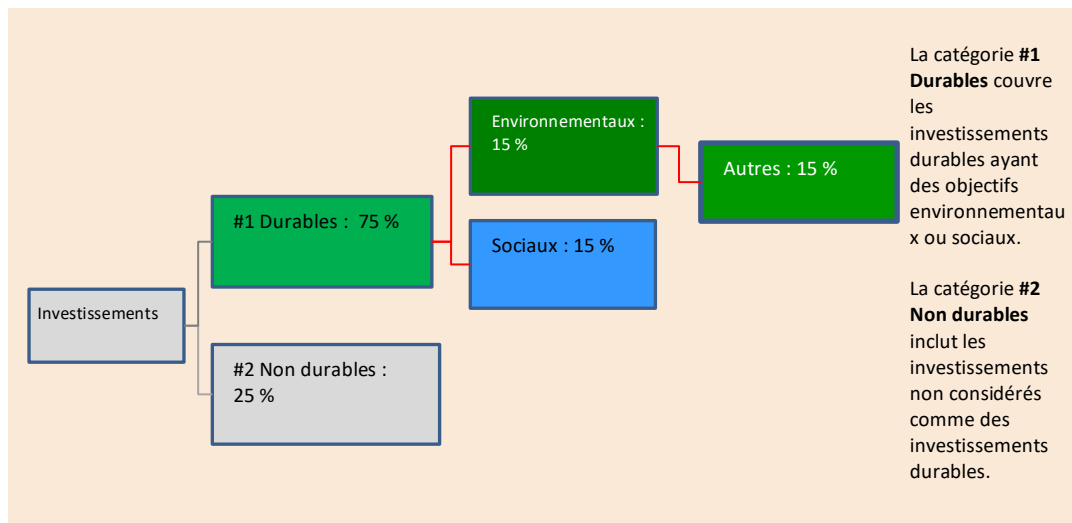 Investissements
#1 Durables : 75 %
#2 Non durables :
25 %
Environnementaux :
15 %
Sociaux : 15 %
Autres : 15 %
La catégorie #1
Durables couvre
les
investissements
durables ayant
des objectifs
environnementau
x ou sociaux.
La catégorie #2
Non durables
inclut les
investissements
non considérés
comme des
investissements
durables.